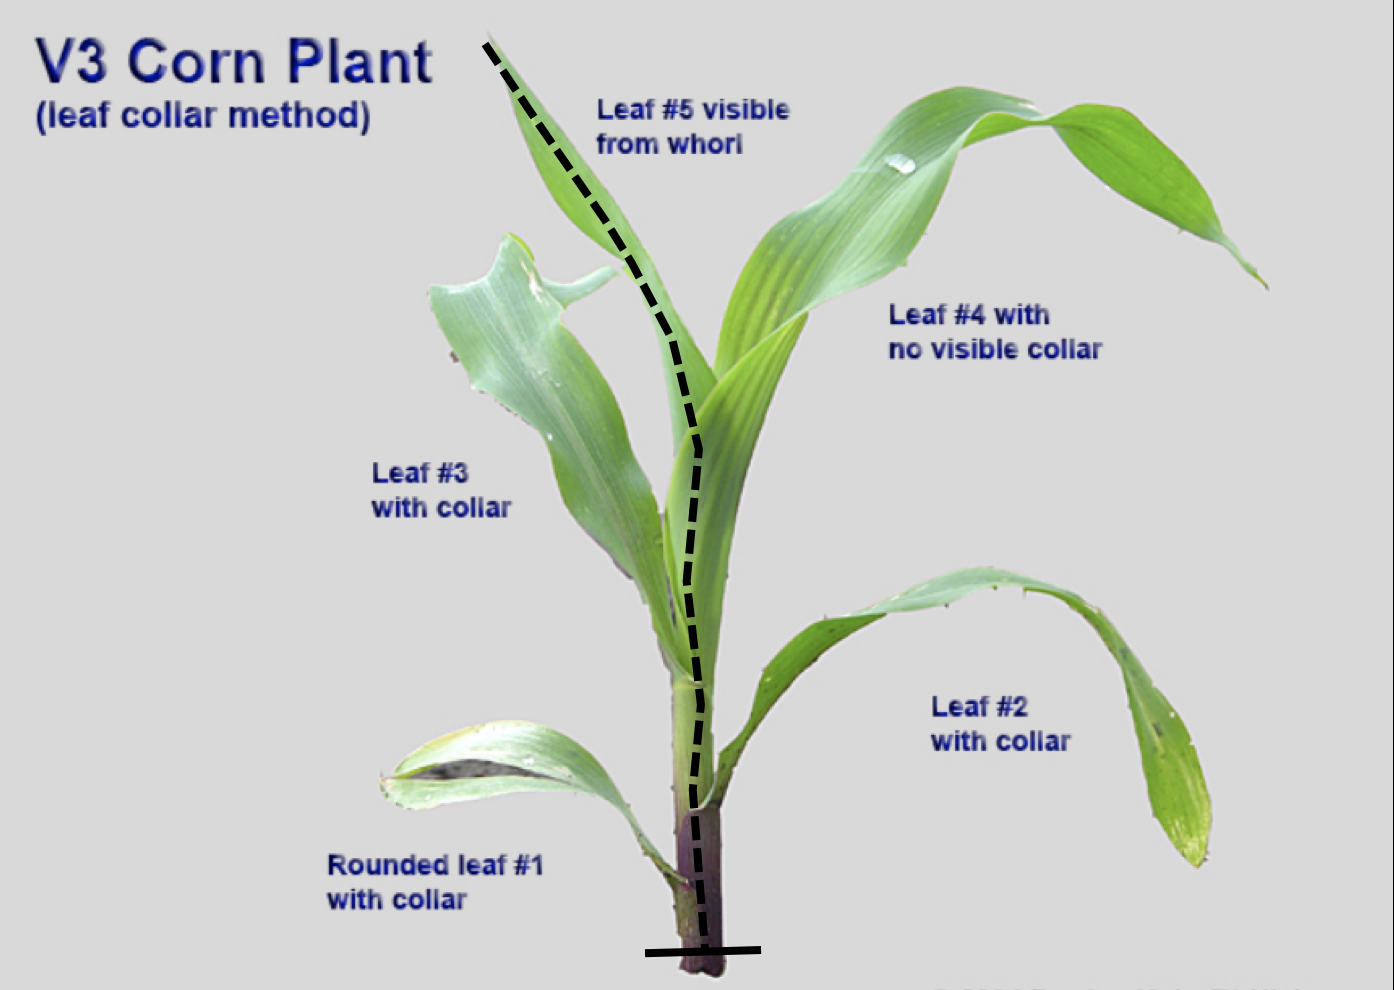 V3 Corn Plant
(leaf collar method)
Leaf #5 visible
from whorl
Leaf #4 with
no visible collar
Leaf #3
with collar
Leaf #2
with collar
Rounded leaf #1
with collar